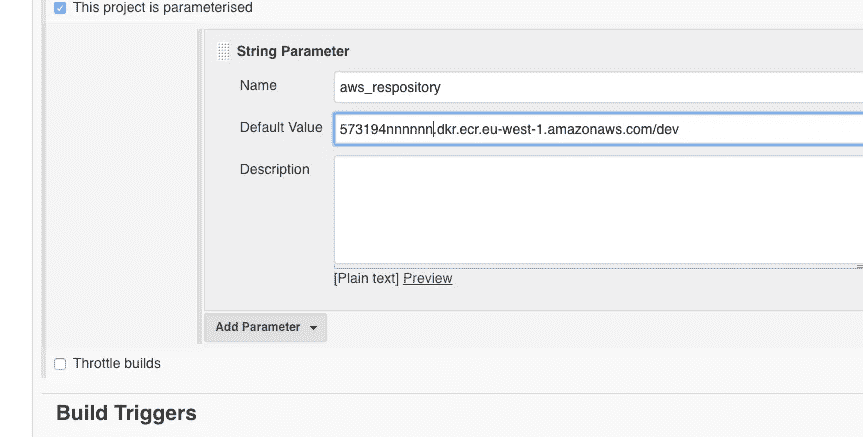 This project is parameterised
String Parameter
Name
aws_respository
Default Value
573194nnnnnn.dkr.ecr.eu-west-1.amazonaws.com/dev
Description
[Plain text] Preview
Add Parameter
Throttle builds
Build Triggers